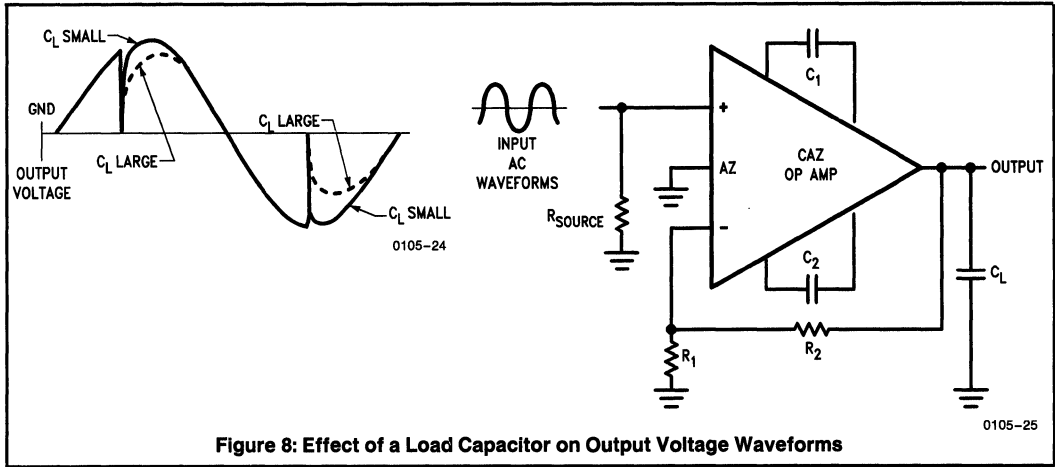 C_L SMALL
GND
C_L LARGE
C_L LARGE
OUTPUT
VOLTAGE
C_L SMALL
0105-24
INPUT
AC
WAVEFORMS
R_SOURCE
+
AZ
-
CAZ
OP AMP
C_1
C_2
OUTPUT
C_L
R_2
R_1
0105-25
Figure 8: Effect of a Load Capacitor on Output Voltage Waveforms